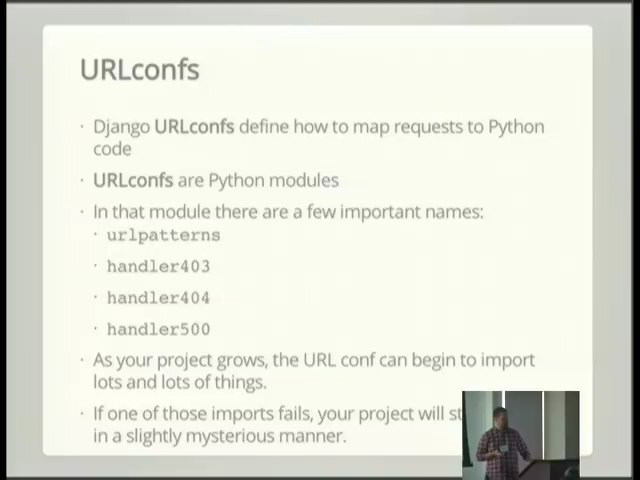 URLconfs
· Django URLconfs define how to map requests to Python
code
· URLconfs are Python modules
· In that module there are a few important names:
· urlpatterns
· handler403
· handler404
· handler500
· As your project grows, the URL conf can begin to import
lots and lots of things.
· If one of those imports fails, your project will
in a slightly mysterious manner.